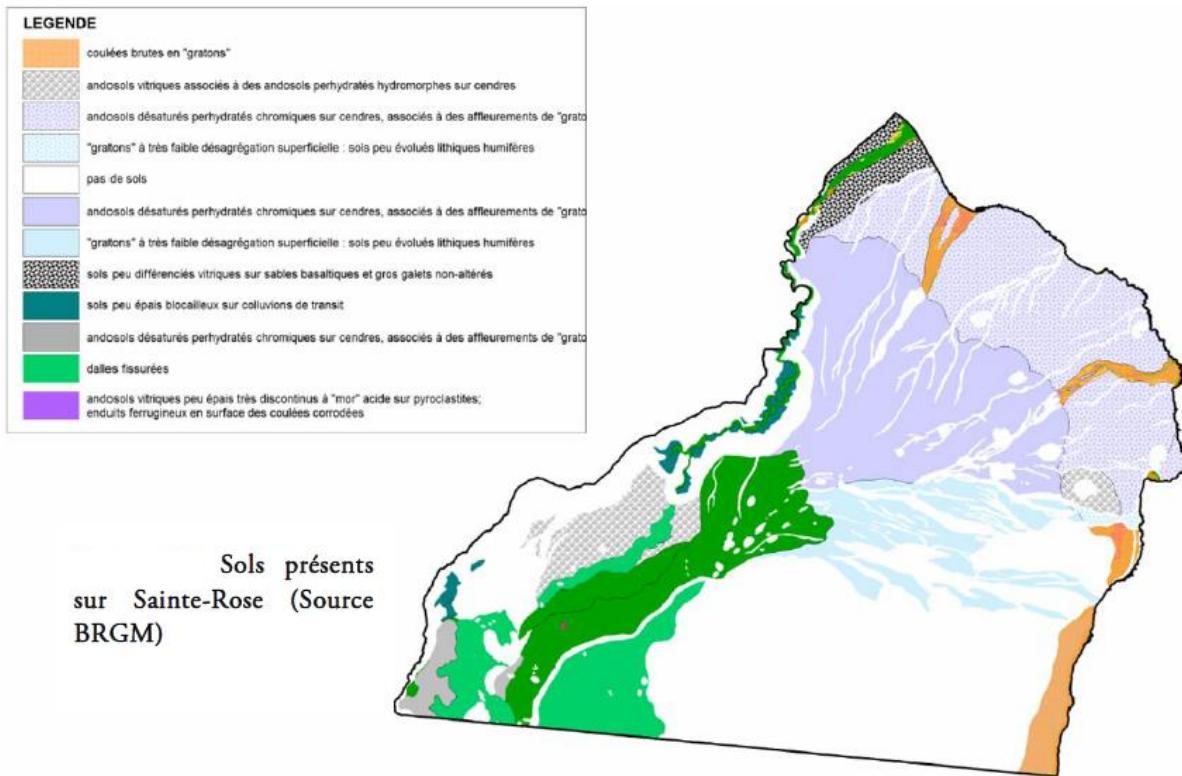 LEGENDE
coulées brutes en "gratons"
andosols vitriques associés à des andosols perhydratés hydromorphes sur cendres
andosols désaturés perhydratés chromiques sur cendres, associés à des affleurements de "grato
"gratons" à très faible désagrégation superficielle : sols peu évolués lithiques humifères
pas de sols
andosols désaturés perhydratés chromiques sur cendres, associés à des affleurements de "grato
"gratons" à très faible désagrégation superficielle : sols peu évolués lithiques humifères
sols peu différenciés vitriques sur sables basaltiques et gros galets non-altérés
sols peu épais blocailleux sur colluvions de transit
andosols désaturés perhydratés chromiques sur cendres, associés à des affleurements de "grato
dalles fissurées
andosols vitriques peu épais très discontinus à "mor" acide sur pyroclastites;
enduits ferrugineux en surface des coulées corrodées
Sols présents
sur Sainte-Rose (Source
BRGM)